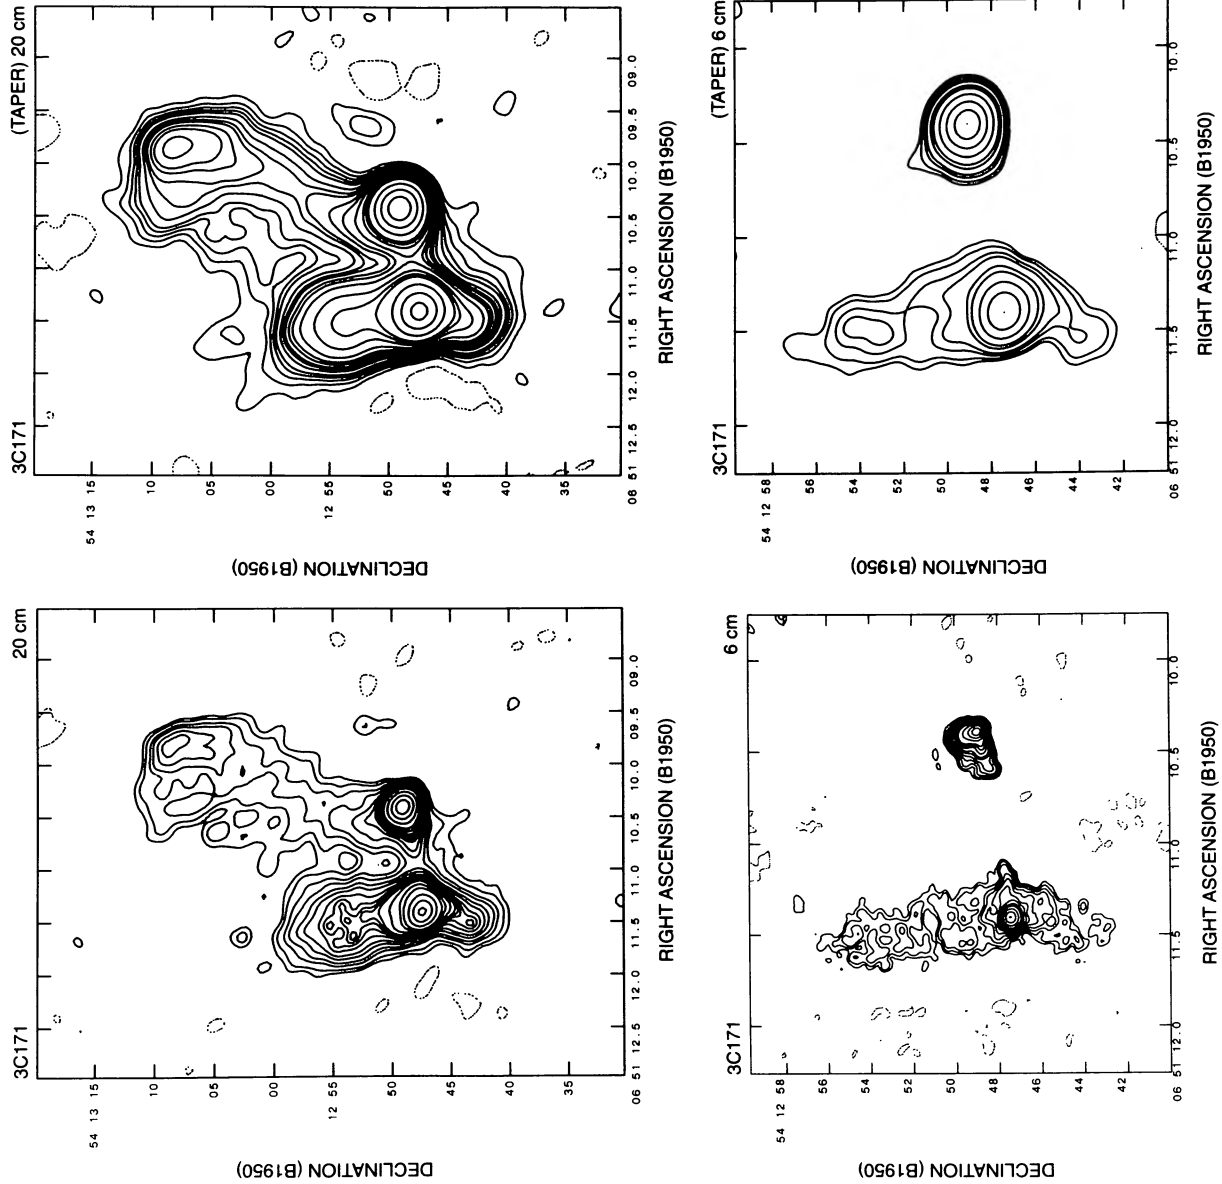 3C171
(TAPER) 20 cm
DECLINATION (B1950)
54 13 15
10
05
00
12 55
50
45
40
35
06 51 12.5
12.0
11.5
11.0
10.5
10.0
09.5
09.0
RIGHT ASCENSION (B1950)
3C171
(TAPER) 6 cm
DECLINATION (B1950)
54 12 58
56
54
52
50
48
46
44
42
06 51 12.0
11.5
11.0
10.5
10.0
RIGHT ASCENSION (B1950)
3C171
20 cm
DECLINATION (B1950)
54 13 15
10
05
00
12 55
50
45
40
35
06 51 12.5
12.0
11.5
11.0
10.5
10.0
09.5
09.0
RIGHT ASCENSION (B1950)
3C171
6 cm
DECLINATION (B1950)
54 12 58
56
54
52
50
48
46
44
42
06 51 12.0
11.5
11.0
10.5
10.0
RIGHT ASCENSION (B1950)